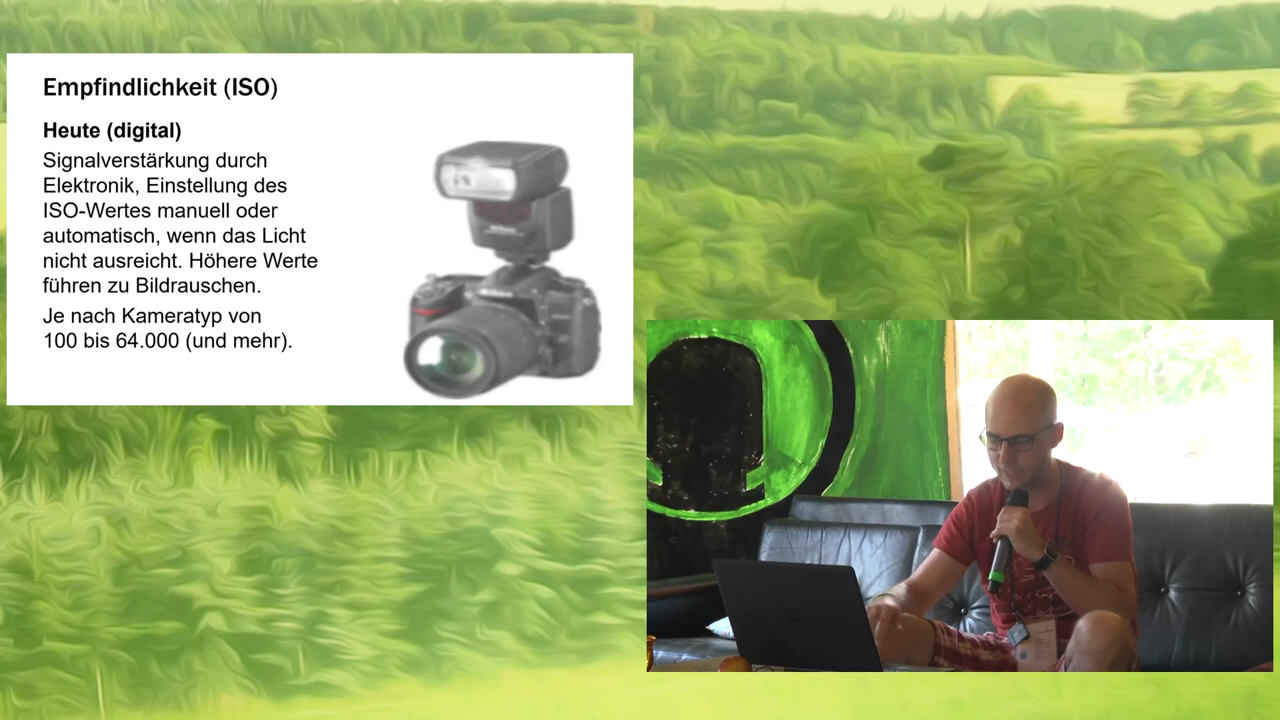 Empfindlichkeit (ISO)
Heute (digital)
Signalverstärkung durch
Elektronik, Einstellung des
ISO-Wertes manuell oder
automatisch, wenn das Licht
nicht ausreicht. Höhere Werte
führen zu Bildrauschen.
Je nach Kameratyp von
100 bis 64.000 (und mehr).